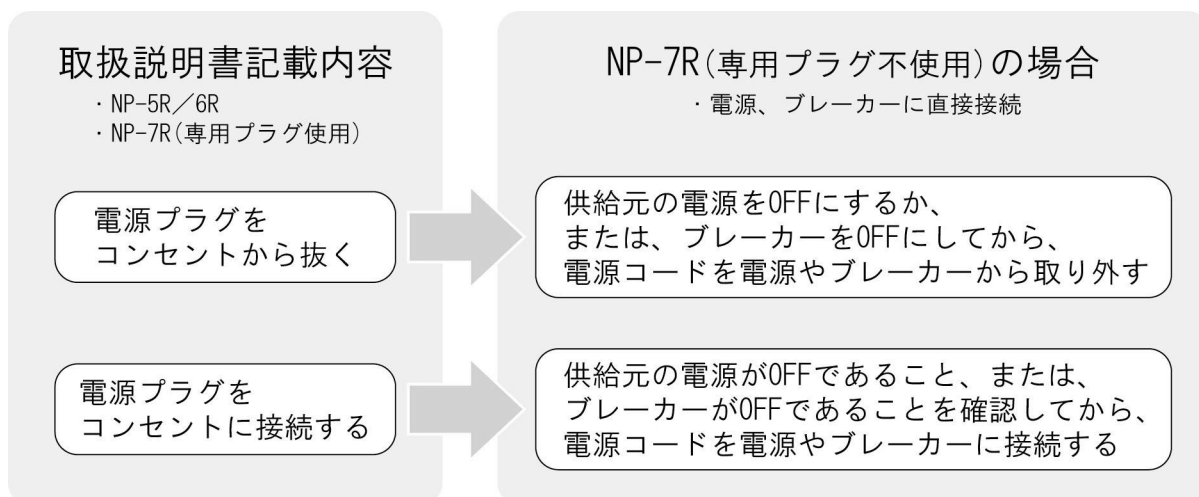 取扱説明書記載内容
・NP-5R/6R
・NP-7R(専用プラグ使用)
電源プラグを
コンセントから抜く
電源プラグを
コンセントに接続する
NP-7R(専用プラグ不使用)の場合
・電源、ブレーカーに直接接続
供給元の電源をOFFにするか、
または、ブレーカーをOFFにしてから、
電源コードを電源やブレーカーから取り外す
供給元の電源がOFFであること、または、
ブレーカーがOFFであることを確認してから、
電源コードを電源やブレーカーに接続する